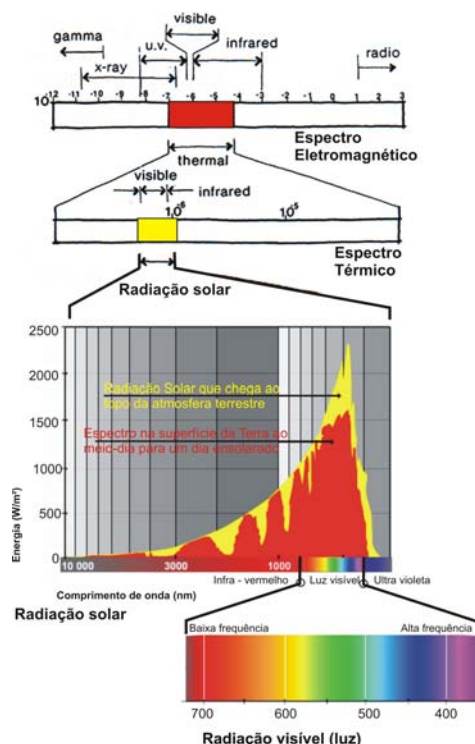 visible
gamma u.v. infrared radio
x-ray
10 -12 -11 -10 -9 -8 -7 -6 -5 -4 -3 -2 -1 0 1 2 3
Espectro
Eletromagnético
thermal
visible
infrared
10⁻⁶ 10⁻⁵
Espectro
Térmico
Radiação solar
2500
2000
1500
1000
500
0
Energia (W/m²)
Radiação Solar que chega ao
topo da atmosfera terrestre
Espectro na superfície da Terra ao
meio-dia para um dia ensolarado
10 000 3000 1000
Infra - vermelho Luz visível Ultra violeta
Comprimento de onda (nm)
Radiação solar
Baixa frequência Alta frequência
700 600 500 400
Radiação visível (luz)